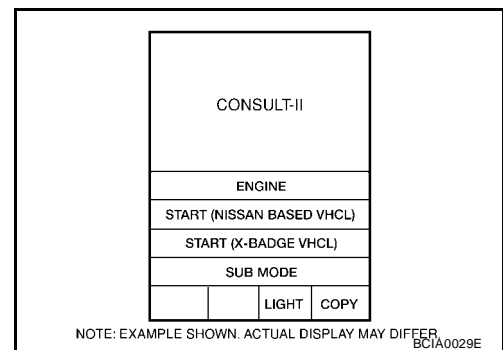 CONSULT-II
ENGINE
START (NISSAN BASED VHCL)
START (X-BADGE VHCL)
SUB MODE
LIGHT COPY
NOTE: EXAMPLE SHOWN. ACTUAL DISPLAY MAY DIFFER
BCIA0029E